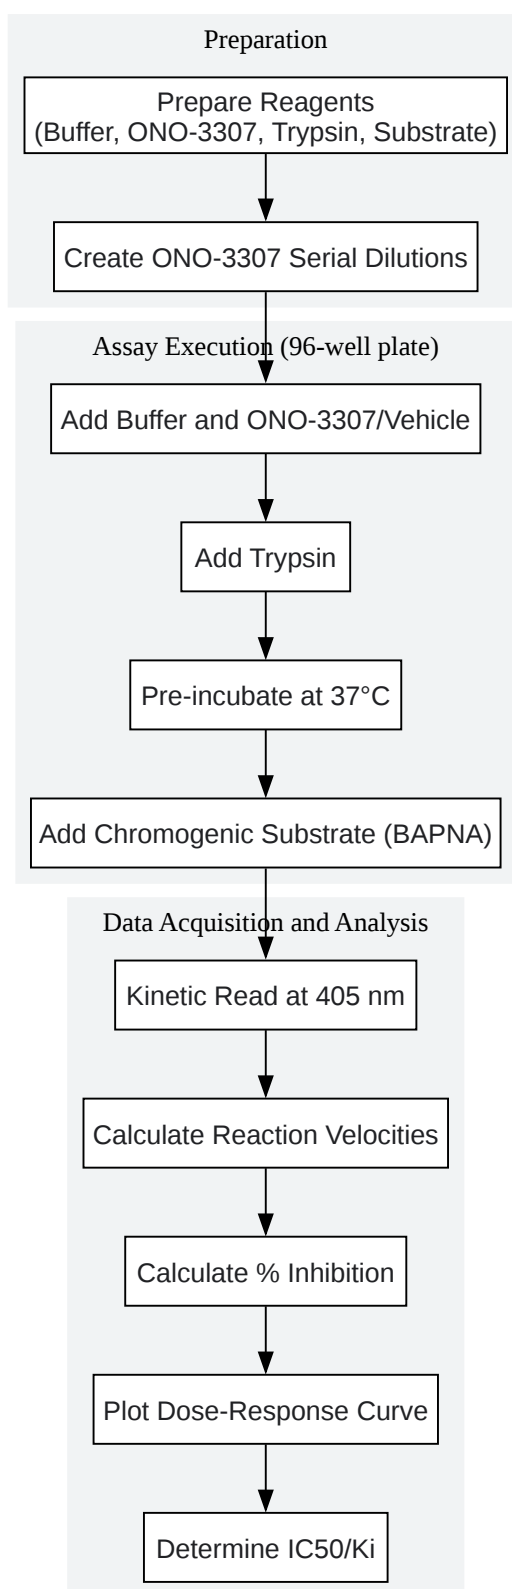 Preparation
Prepare Reagents
(Buffer, ONO-3307, Trypsin, Substrate)
Create ONO-3307 Serial Dilutions
Assay Execution (96-well plate)
Add Buffer and ONO-3307/Vehicle
Add Trypsin
Pre-incubate at 37°C
Add Chromogenic Substrate (BAPNA)
Data Acquisition and Analysis
Kinetic Read at 405 nm
Calculate Reaction Velocities
Calculate % Inhibition
Plot Dose-Response Curve
Determine IC50/Ki